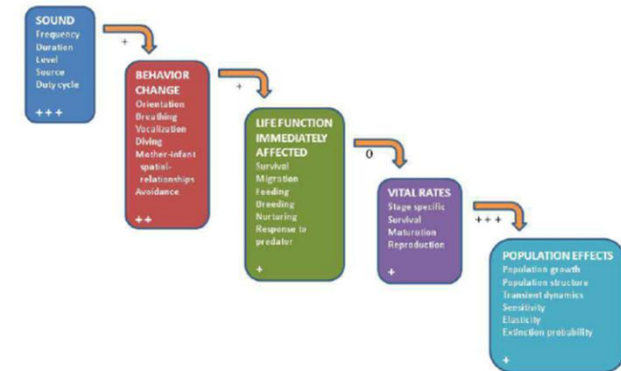 SOUND
Frequency
Duration
Level
Source
Duty cycle
+ + +
+
BEHAVIOR
CHANGE
Orientation
Breathing
Vocalization
Diving
Mother-infant
spatial-
relationships
Avoidance
+ +
+
LIFE FUNCTION
IMMEDIATELY
AFFECTED
Survival
Migration
Feeding
Breeding
Nurturing
Response to
predator
+
0
VITAL RATES
Stage specific
Survival
Maturation
Reproduction
+
+ + +
POPULATION EFFECTS
Population growth
Population structure
Transient dynamics
Sensitivity
Elasticity
Extinction probability
+